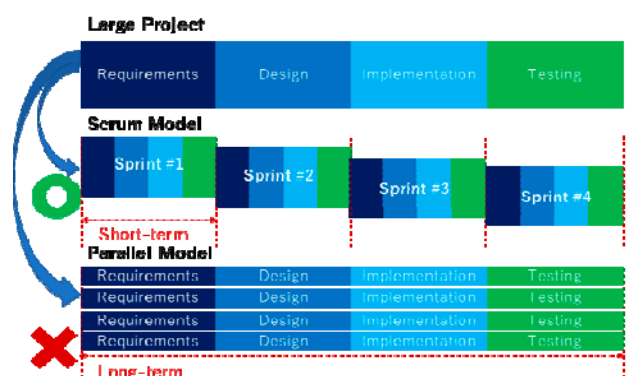 Large Project
Requirements Design Implementation Testing
Scrum Model
Sprint #1 Sprint #2 Sprint #3 Sprint #4
Short-term
Parallel Model
Requirements Design Implementation Testing
Requirements Design Implementation Testing
Requirements Design Implementation Testing
Requirements Design Implementation Testing
Long-term